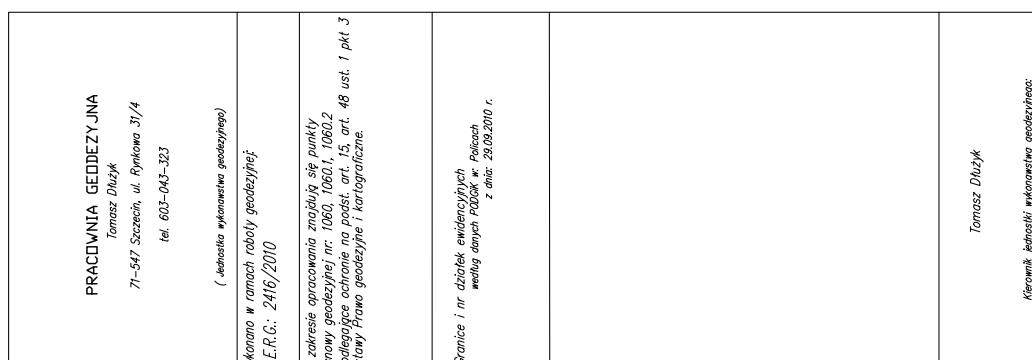 PRACOWNIA GEODEZYJNA
Tomasz Dłużyk
71-547 Szczecin, ul. Rynkowa 31/4
tel. 603-043-323
( Jednostka wykonawstwa geodezyjnego)
konano w ramach roboty geodezyjnej:
E.R.G.: 2416/2010
zakresie opracowania znajdują się punkty
nowy geodezyjnej nr: 1060, 1060.1, 1060.2
odlegające ochronie na podst. art. 15, art. 48 ust. 1 pkt 3
tawy Prawo geodezyjne i kartograficzne.
Granice i nr działek ewidencyjnych
według danych PODGiK w: Policach
z dnia: 29.09.2010 r.
Tomasz Dłużyk
Kierownik jednostki wykonawstwa geodezyjnego: